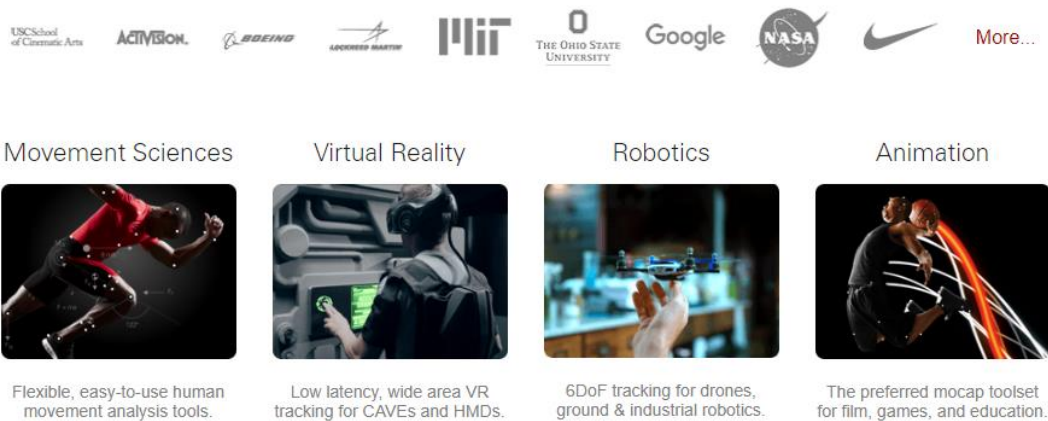 USCSchool
of Cinematic Arts
ACTIVISION.
BOEING
LOCKHEED MARTIN
MIT
THE OHIO STATE
UNIVERSITY
Google
NASA
More...
Movement Sciences
Virtual Reality
Robotics
Animation
Flexible, easy-to-use human
movement analysis tools.
Low latency, wide area VR
tracking for CAVEs and HMDs.
6DoF tracking for drones,
ground & industrial robotics.
The preferred mocap toolset
for film, games, and education.